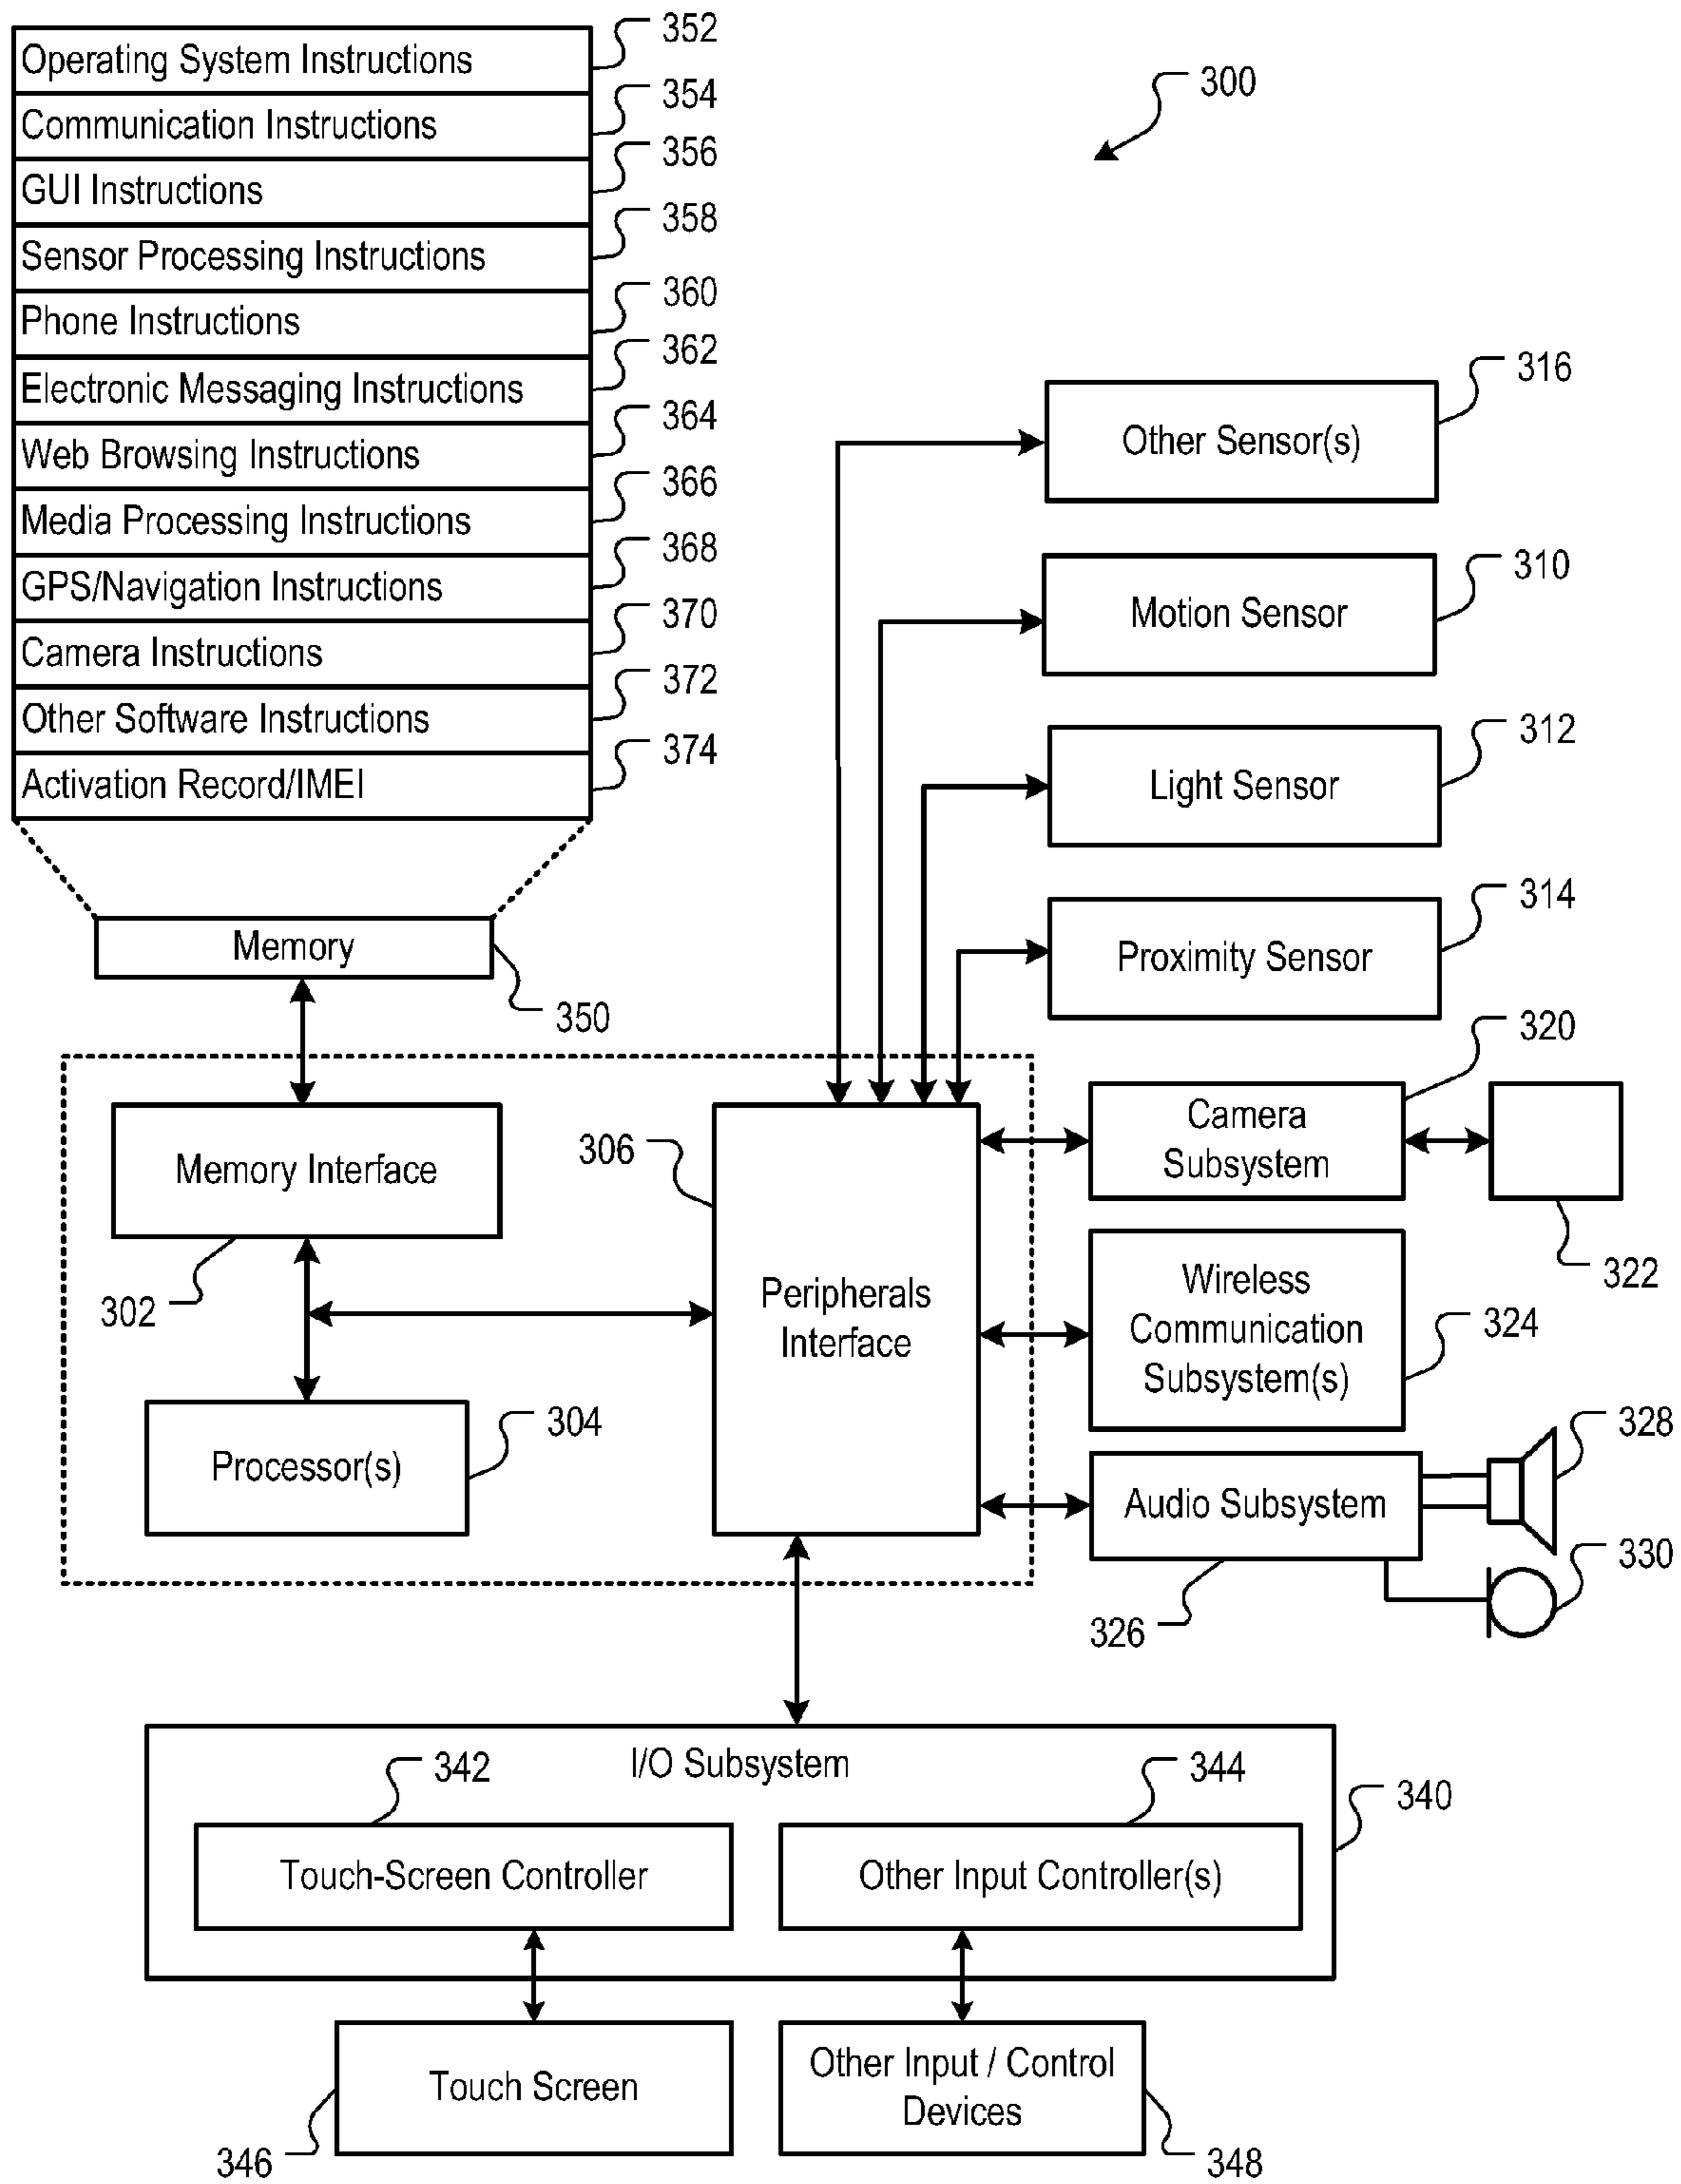 Operating System Instructions
352
Communication Instructions
354
GUI Instructions
356
Sensor Processing Instructions
358
Phone Instructions
360
Electronic Messaging Instructions
362
Web Browsing Instructions
364
Media Processing Instructions
366
GPS/Navigation Instructions
368
Camera Instructions
370
Other Software Instructions
372
Activation Record/IMEI
374
300
Other Sensor(s)
316
Motion Sensor
310
Light Sensor
312
Proximity Sensor
314
Memory
350
Memory Interface
302
Processor(s)
304
306
Peripherals
Interface
Camera
Subsystem
320
322
Wireless
Communication
Subsystem(s)
324
Audio Subsystem
326
328
330
I/O Subsystem
340
342
Touch-Screen Controller
344
Other Input Controller(s)
Touch Screen
346
Other Input / Control
Devices
348